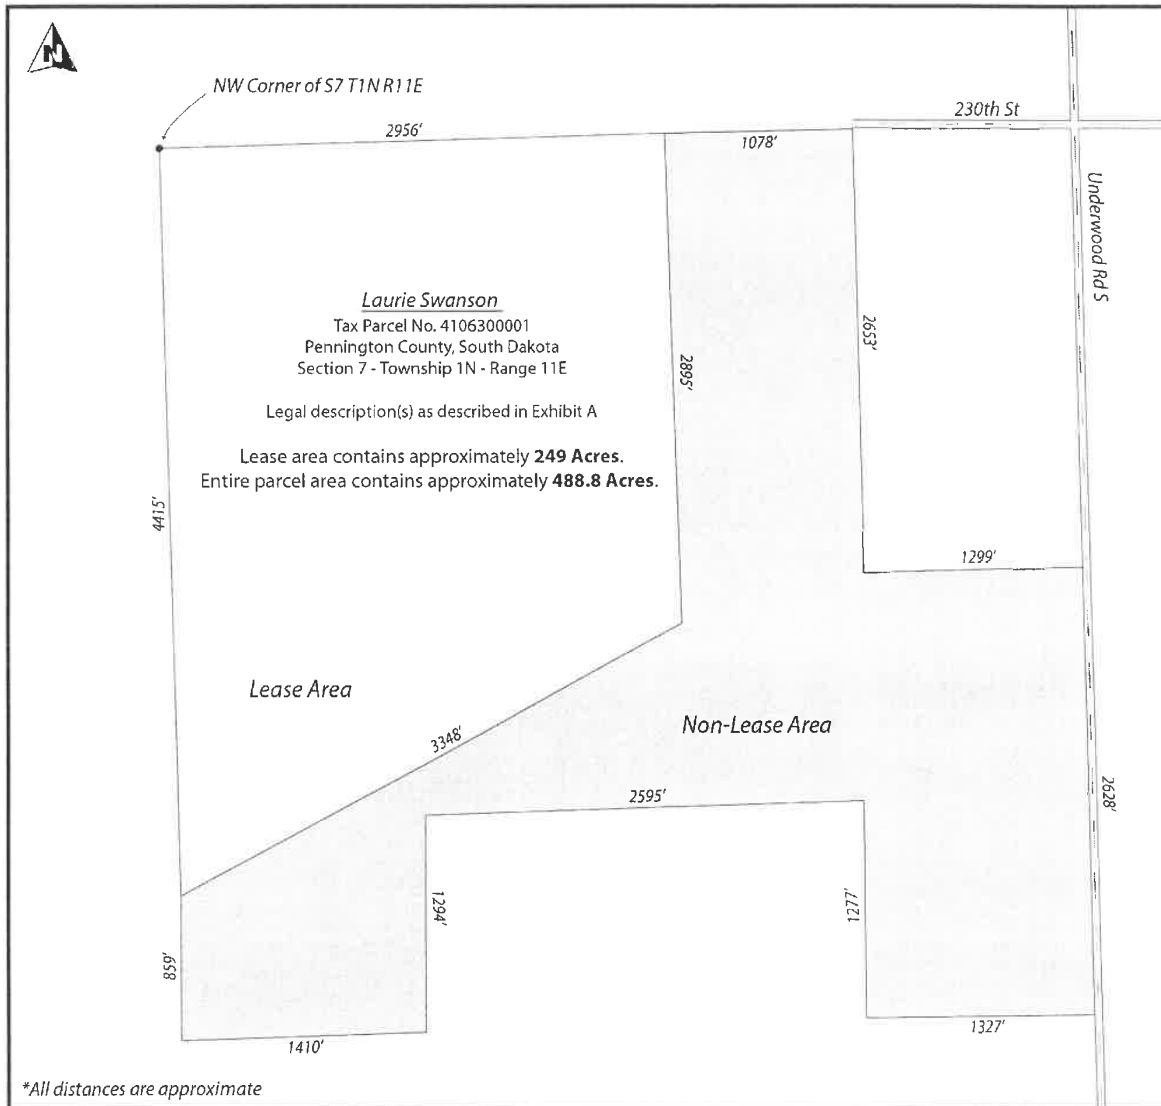 N
NW Corner of S7 T1N R11E
2956'
1078'
230th St
Underwood Rd S
Laurie Swanson
Tax Parcel No. 4106300001
Pennington County, South Dakota
Section 7 - Township 1N - Range 11E
Legal description(s) as described in Exhibit A
Lease area contains approximately 249 Acres.
Entire parcel area contains approximately 488.8 Acres.
2653'
2895'
4415'
1299'
Lease Area
Non-Lease Area
3348'
2595'
2628'
1294'
1277'
859'
1327'
1410'
*All distances are approximate